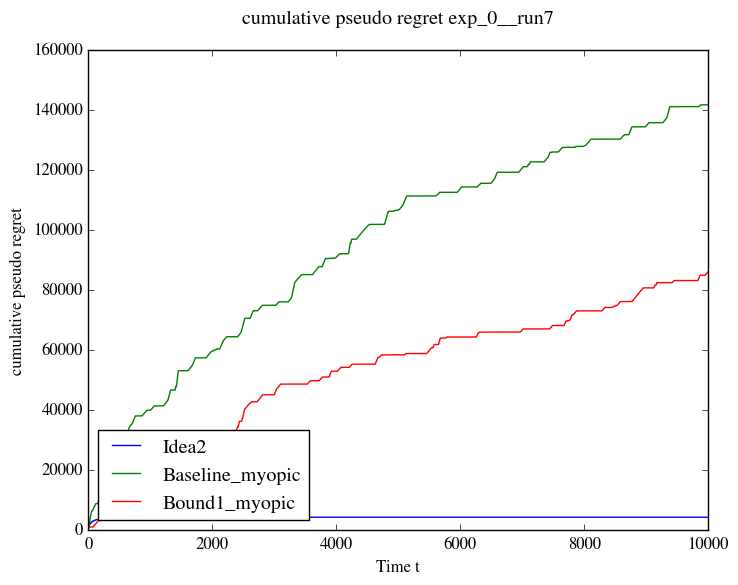 cumulative pseudo regret exp_0__run7
160000
140000
120000
100000
80000
60000
40000
20000
0
cumulative pseudo regret
Idea2
Baseline_myopic
Bound1_myopic
0 2000 4000 6000 8000 10000
Time t